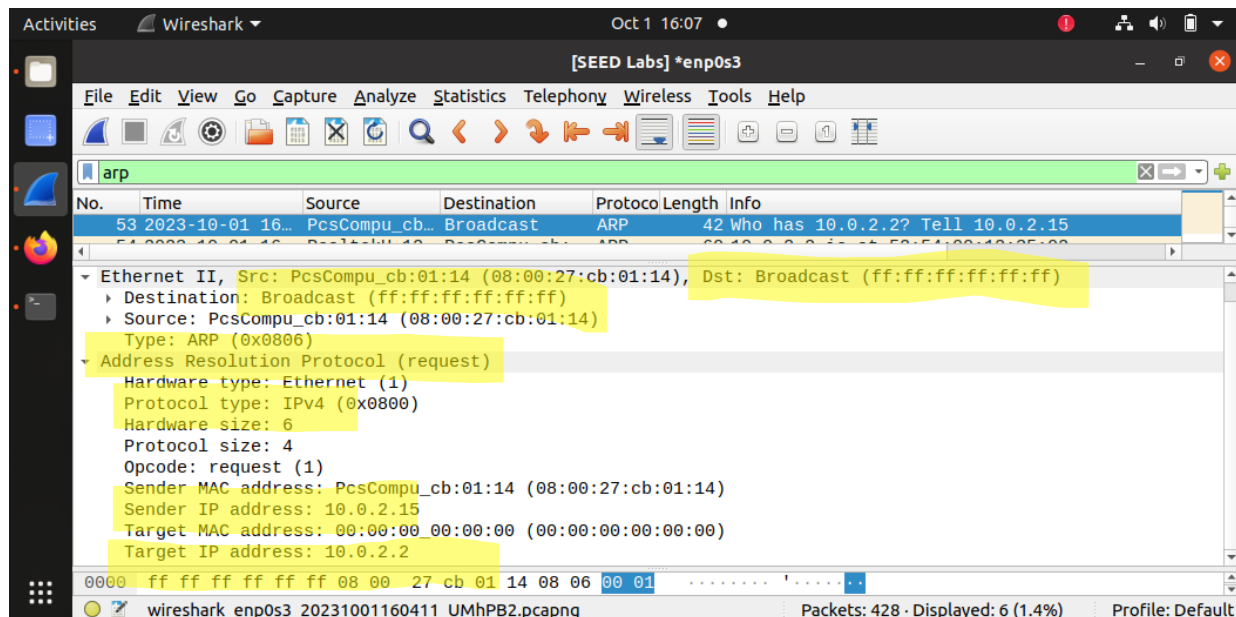 Activities Wireshark Oct 1 16:07
[SEED Labs] *enp0s3
File Edit View Go Capture Analyze Statistics Telephony Wireless Tools Help
arp
No. Time Source Destination Protocol Length Info
53 2023-10-01 16… PcsCompu_cb… Broadcast ARP 42 Who has 10.0.2.2? Tell 10.0.2.15
Ethernet II, Src: PcsCompu_cb:01:14 (08:00:27:cb:01:14), Dst: Broadcast (ff:ff:ff:ff:ff:ff)
Destination: Broadcast (ff:ff:ff:ff:ff:ff)
Source: PcsCompu_cb:01:14 (08:00:27:cb:01:14)
Type: ARP (0x0806)
Address Resolution Protocol (request)
Hardware type: Ethernet (1)
Protocol type: IPv4 (0x0800)
Hardware size: 6
Protocol size: 4
Opcode: request (1)
Sender MAC address: PcsCompu_cb:01:14 (08:00:27:cb:01:14)
Sender IP address: 10.0.2.15
Target MAC address: 00:00:00_00:00:00 (00:00:00:00:00:00)
Target IP address: 10.0.2.2
0000 ff ff ff ff ff ff 08 00 27 cb 01 14 08 06 00 01 ········ '·······
wireshark_enp0s3_20231001160411_UMhPB2.pcapng Packets: 428 · Displayed: 6 (1.4%) Profile: Default